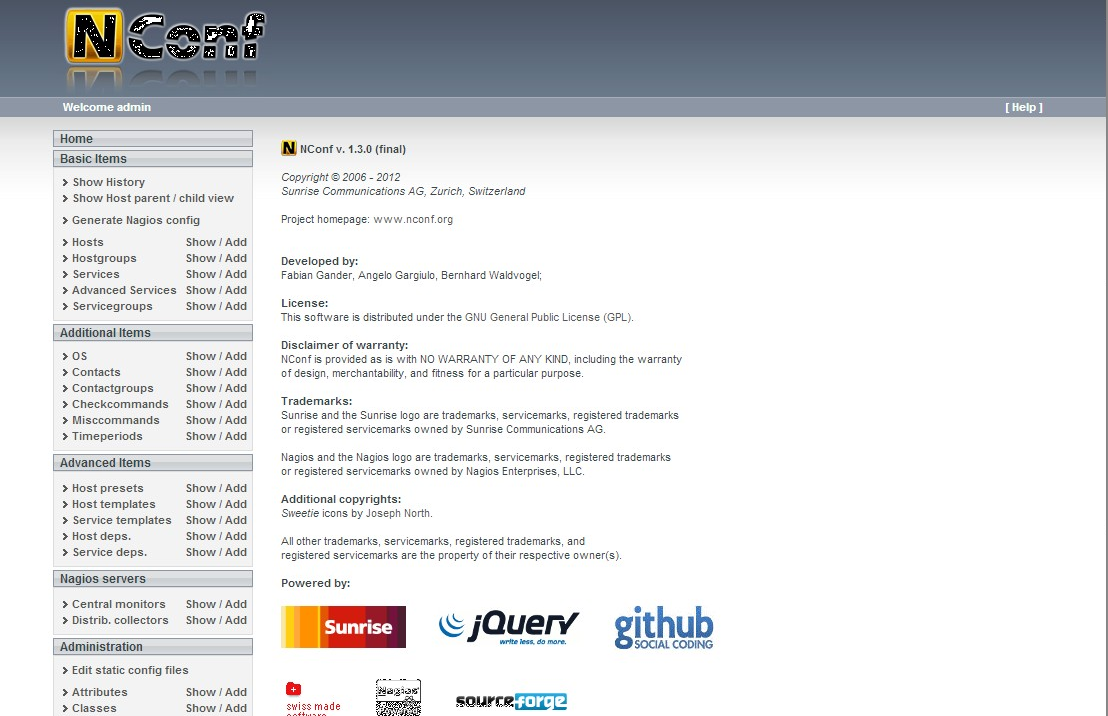 N Conf
Welcome admin
[ Help ]
Home
Basic Items
Show History
Show Host parent / child view
Generate Nagios config
Hosts Show / Add
Hostgroups Show / Add
Services Show / Add
Advanced Services Show / Add
Servicegroups Show / Add
Additional Items
OS Show / Add
Contacts Show / Add
Contactgroups Show / Add
Checkcommands Show / Add
Misccommands Show / Add
Timeperiods Show / Add
Advanced Items
Host presets Show / Add
Host templates Show / Add
Service templates Show / Add
Host deps. Show / Add
Service deps. Show / Add
Nagios servers
Central monitors Show / Add
Distrib. collectors Show / Add
Administration
Edit static config files
Attributes Show / Add
Classes Show / Add
N NConf v. 1.3.0 (final)
Copyright © 2006 - 2012
Sunrise Communications AG, Zurich, Switzerland
Project homepage: www.nconf.org
Developed by:
Fabian Gander, Angelo Gargiulo, Bernhard Waldvogel;
License:
This software is distributed under the GNU General Public License (GPL).
Disclaimer of warranty:
NConf is provided as is with NO WARRANTY OF ANY KIND, including the warranty
of design, merchantability, and fitness for a particular purpose.
Trademarks:
Sunrise and the Sunrise logo are trademarks, servicemarks, registered trademarks
or registered servicemarks owned by Sunrise Communications AG.
Nagios and the Nagios logo are trademarks, servicemarks, registered trademarks
or registered servicemarks owned by Nagios Enterprises, LLC.
Additional copyrights:
Sweetie icons by Joseph North.
All other trademarks, servicemarks, registered trademarks, and
registered servicemarks are the property of their respective owner(s).
Powered by:
Sunrise
jQuery
write less, do more.
github
SOCIAL CODING
swiss made
software
Nagios
sourceforge